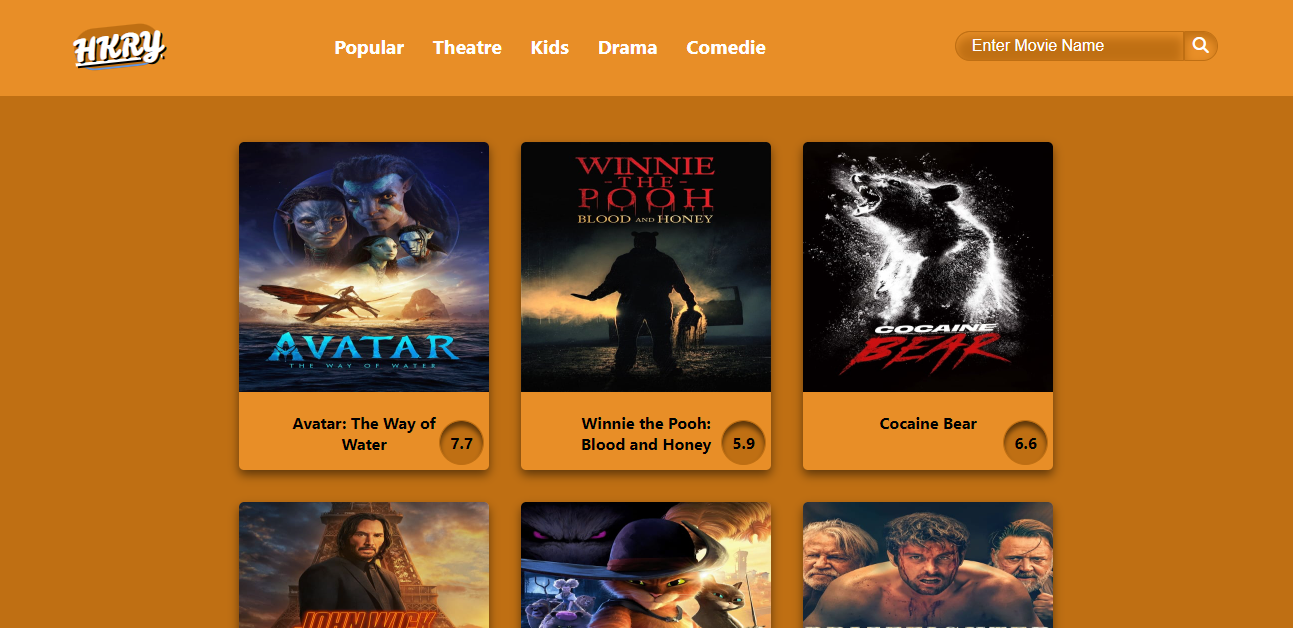 HKRY
Popular Theatre Kids Drama Comedie
Enter Movie Name
WINNIE
-THE-
POOH
BLOOD AND HONEY
COCAINE
BEAR
AVATAR
THE WAY OF WATER
Avatar: The Way of
Water
7.7
Winnie the Pooh:
Blood and Honey
5.9
Cocaine Bear
6.6
JOHN WICK